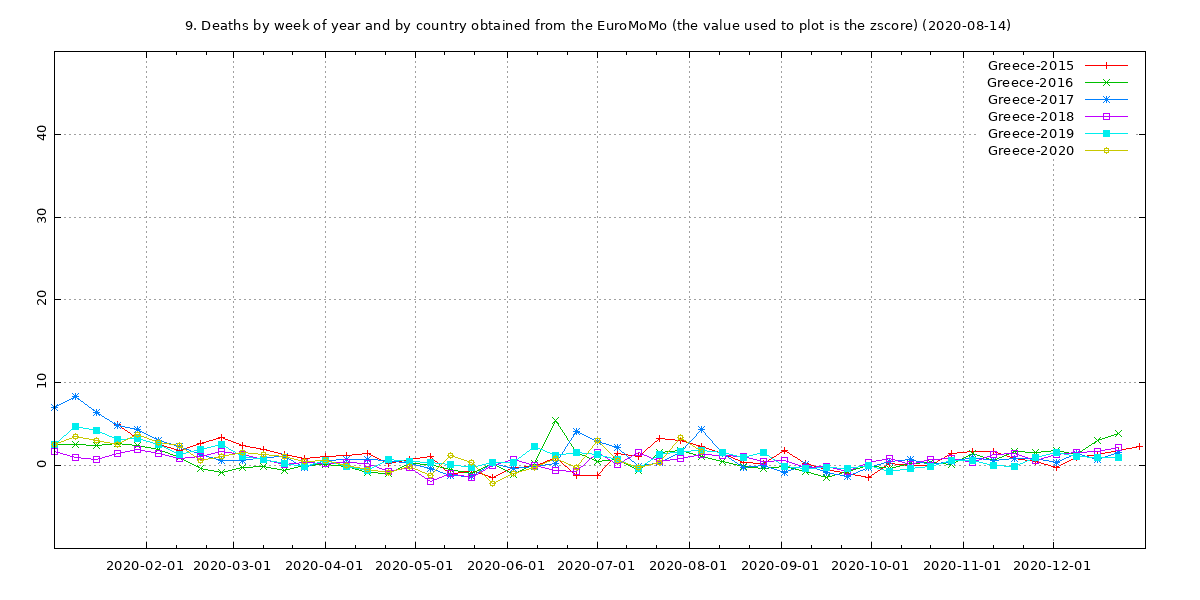 9. Deaths by week of year and by country obtained from the EuroMoMo (the value used to plot is the zscore) (2020-08-14)
Greece-2015
Greece-2016
Greece-2017
Greece-2018
Greece-2019
Greece-2020
40
30
20
10
0
2020-02-01 2020-03-01 2020-04-01 2020-05-01 2020-06-01 2020-07-01 2020-08-01 2020-09-01 2020-10-01 2020-11-01 2020-12-01